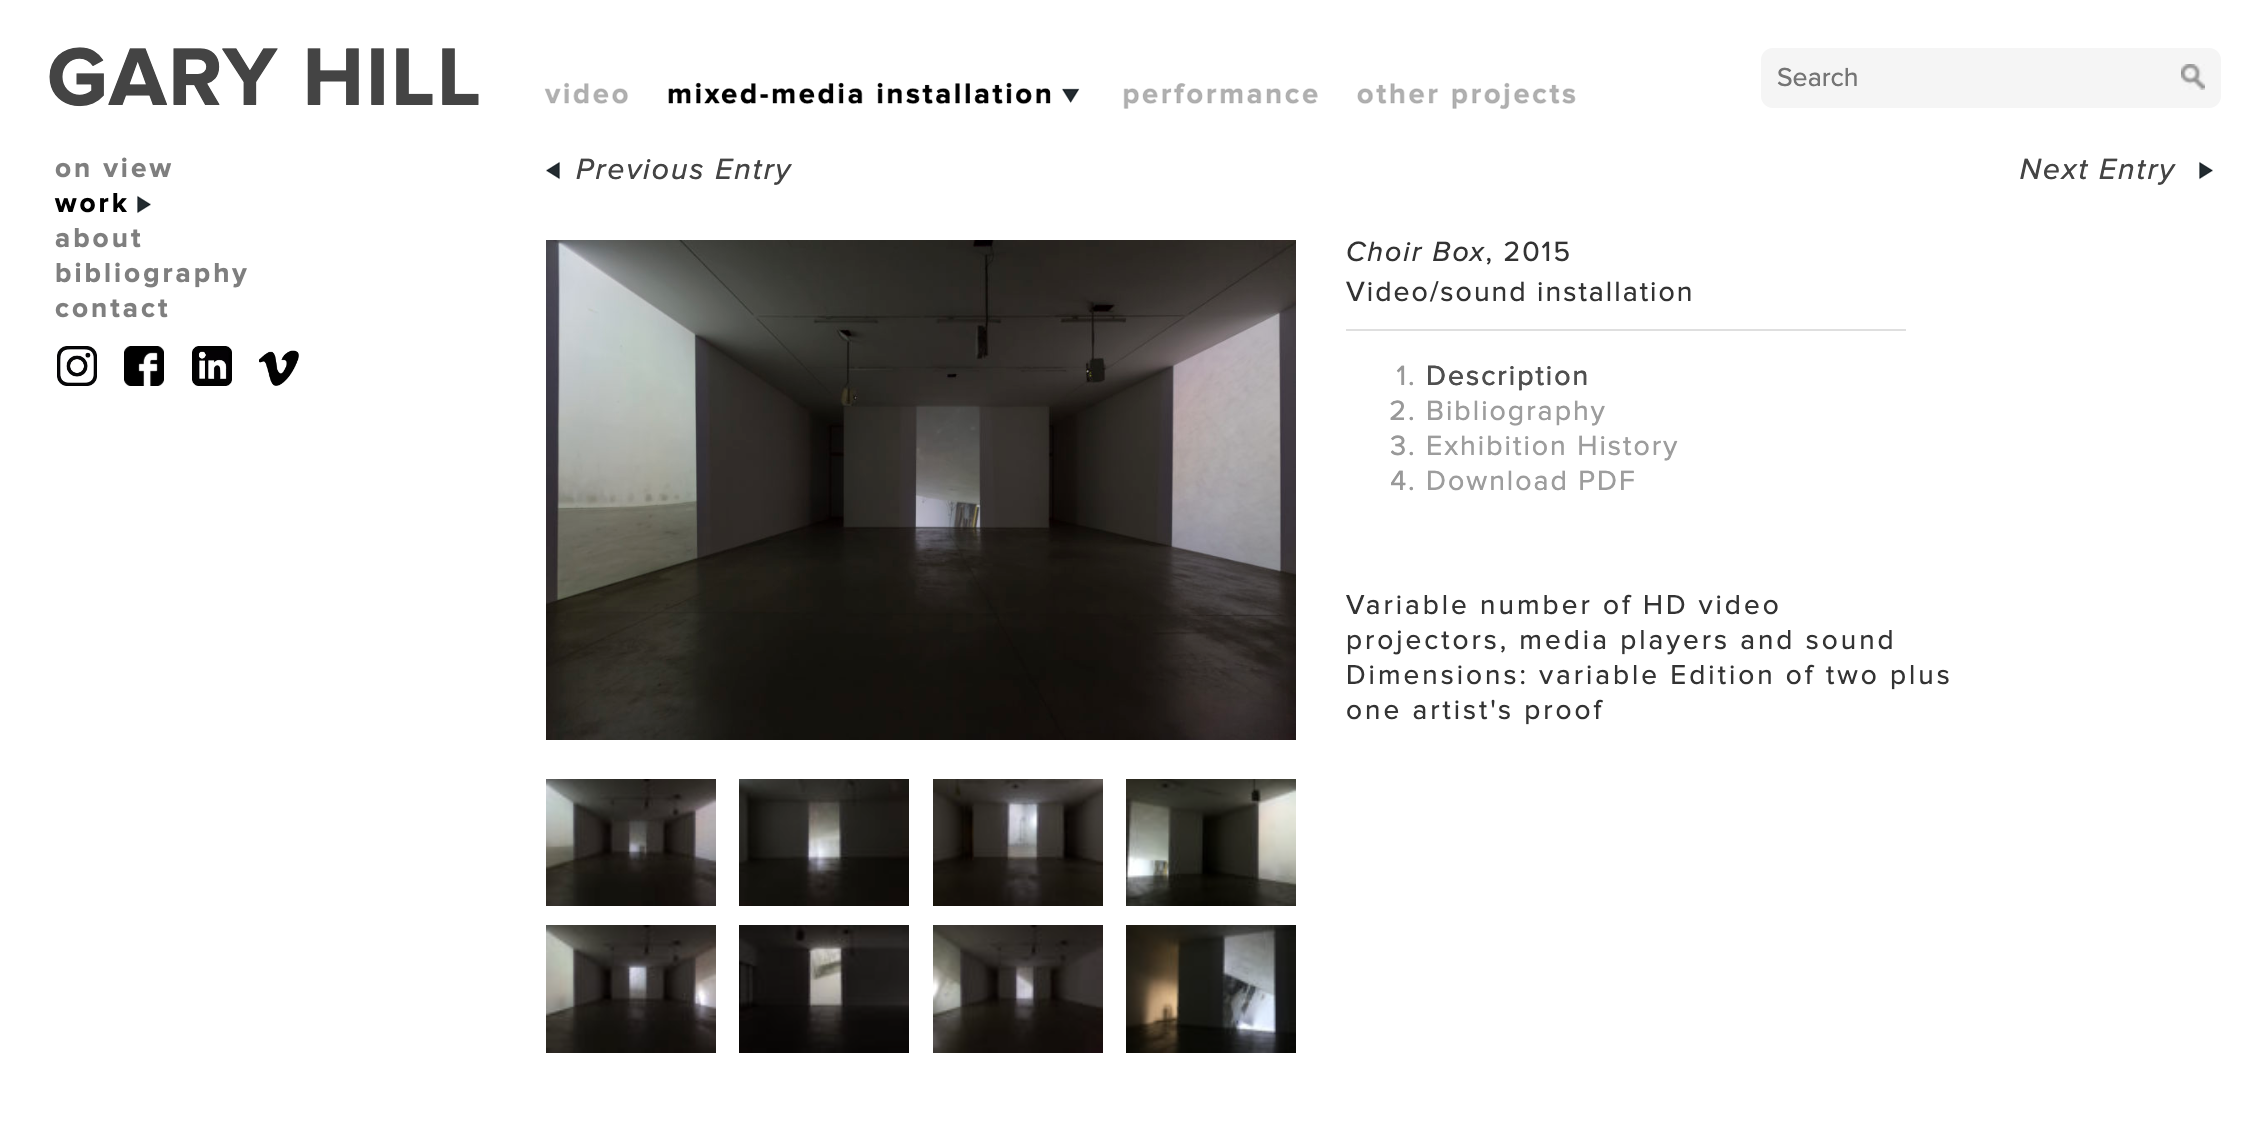 GARY HILL
video mixed-media installation ▼ performance other projects
Search
on view
work ▶
about
bibliography
contact
◀ Previous Entry
Next Entry ▶
Choir Box, 2015
Video/sound installation
1. Description
2. Bibliography
3. Exhibition History
4. Download PDF
Variable number of HD video
projectors, media players and sound
Dimensions: variable Edition of two plus
one artist's proof